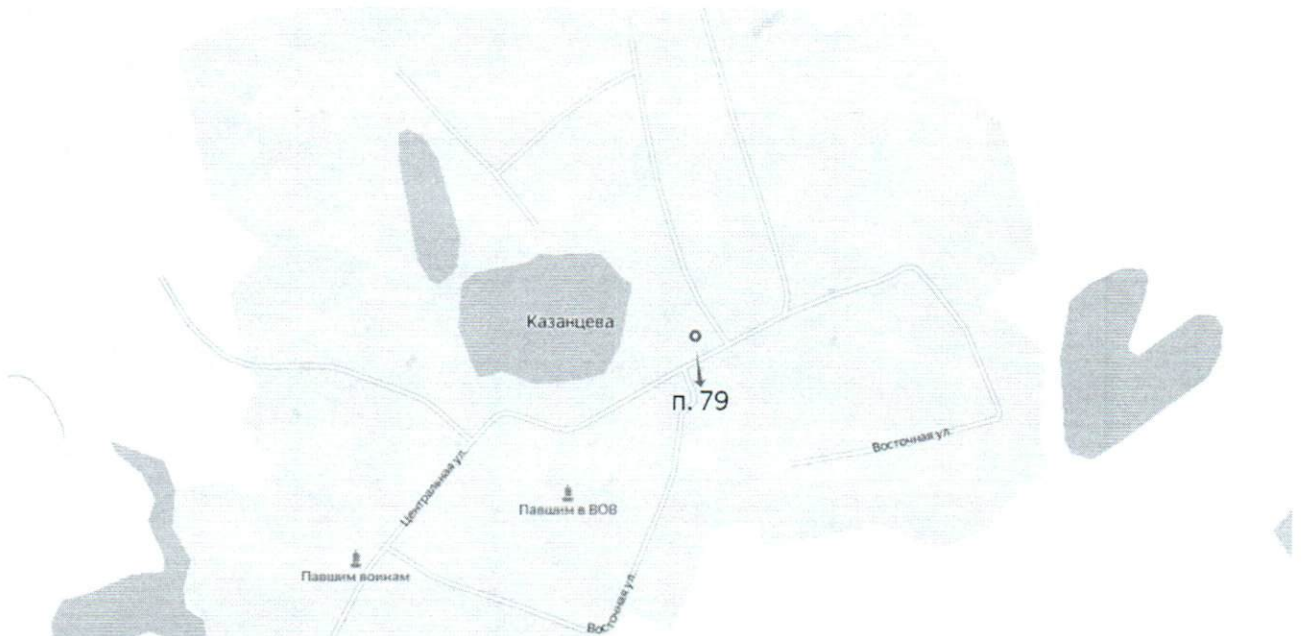 Казанцева
п. 79
Восточная ул.
Центральная ул.
Павшим в ВОВ
Павшим воинам
Восточная ул.